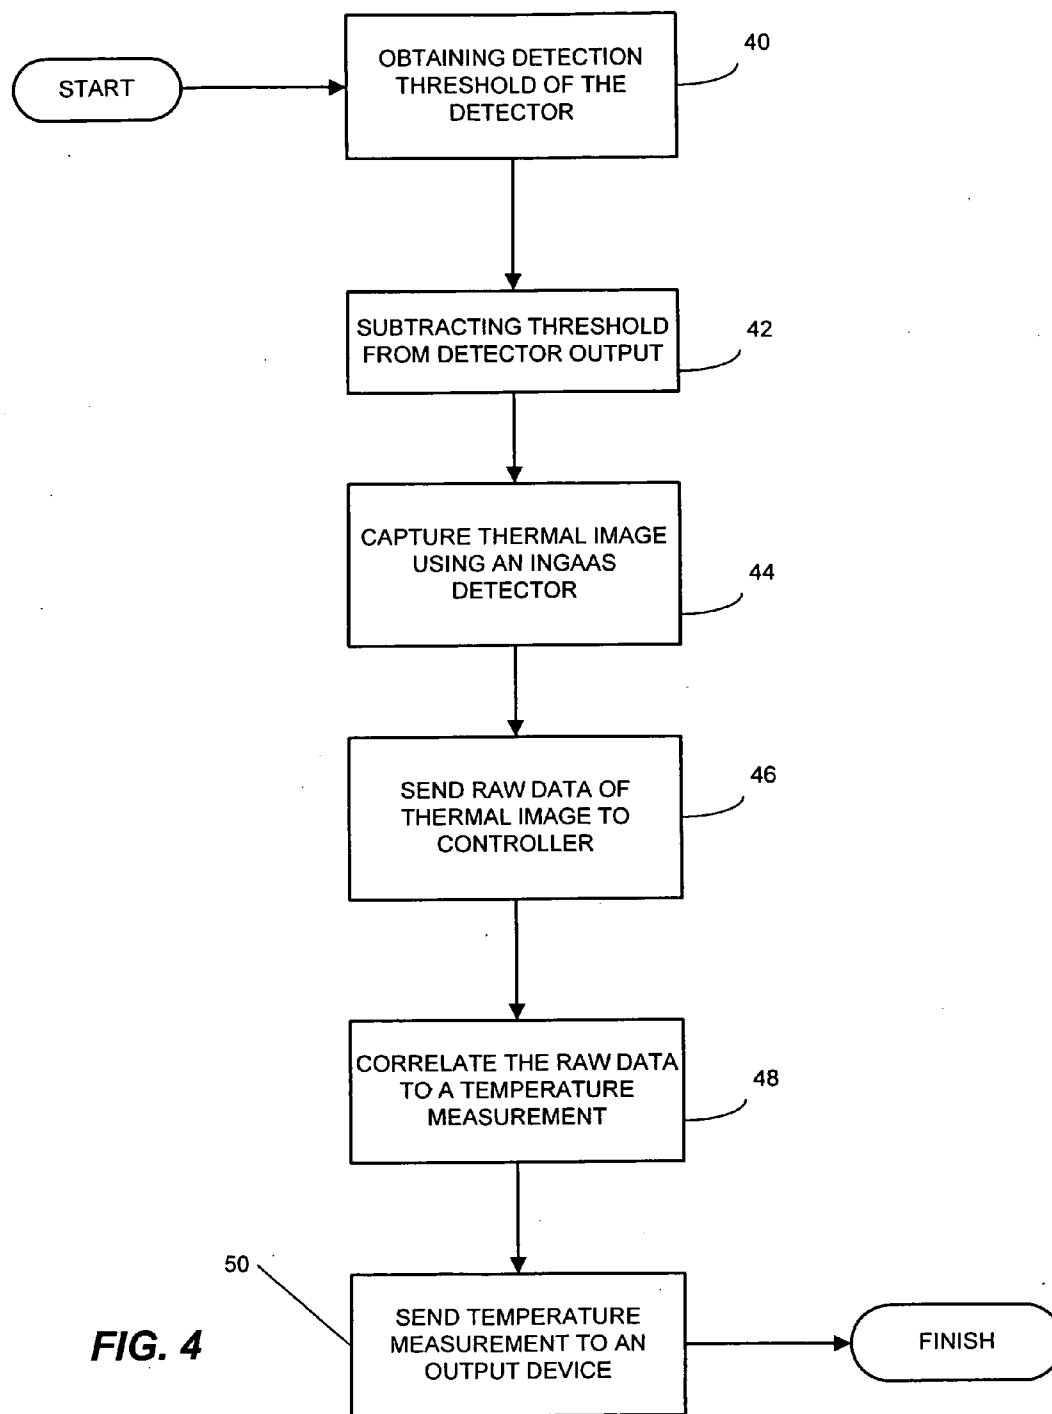 START
OBTAINING DETECTION
THRESHOLD OF THE
DETECTOR
40
SUBTRACTING THRESHOLD
FROM DETECTOR OUTPUT
42
CAPTURE THERMAL IMAGE
USING AN INGAAS
DETECTOR
44
SEND RAW DATA OF
THERMAL IMAGE TO
CONTROLLER
46
CORRELATE THE RAW DATA
TO A TEMPERATURE
MEASUREMENT
48
50
SEND TEMPERATURE
MEASUREMENT TO AN
OUTPUT DEVICE
FINISH
FIG. 4